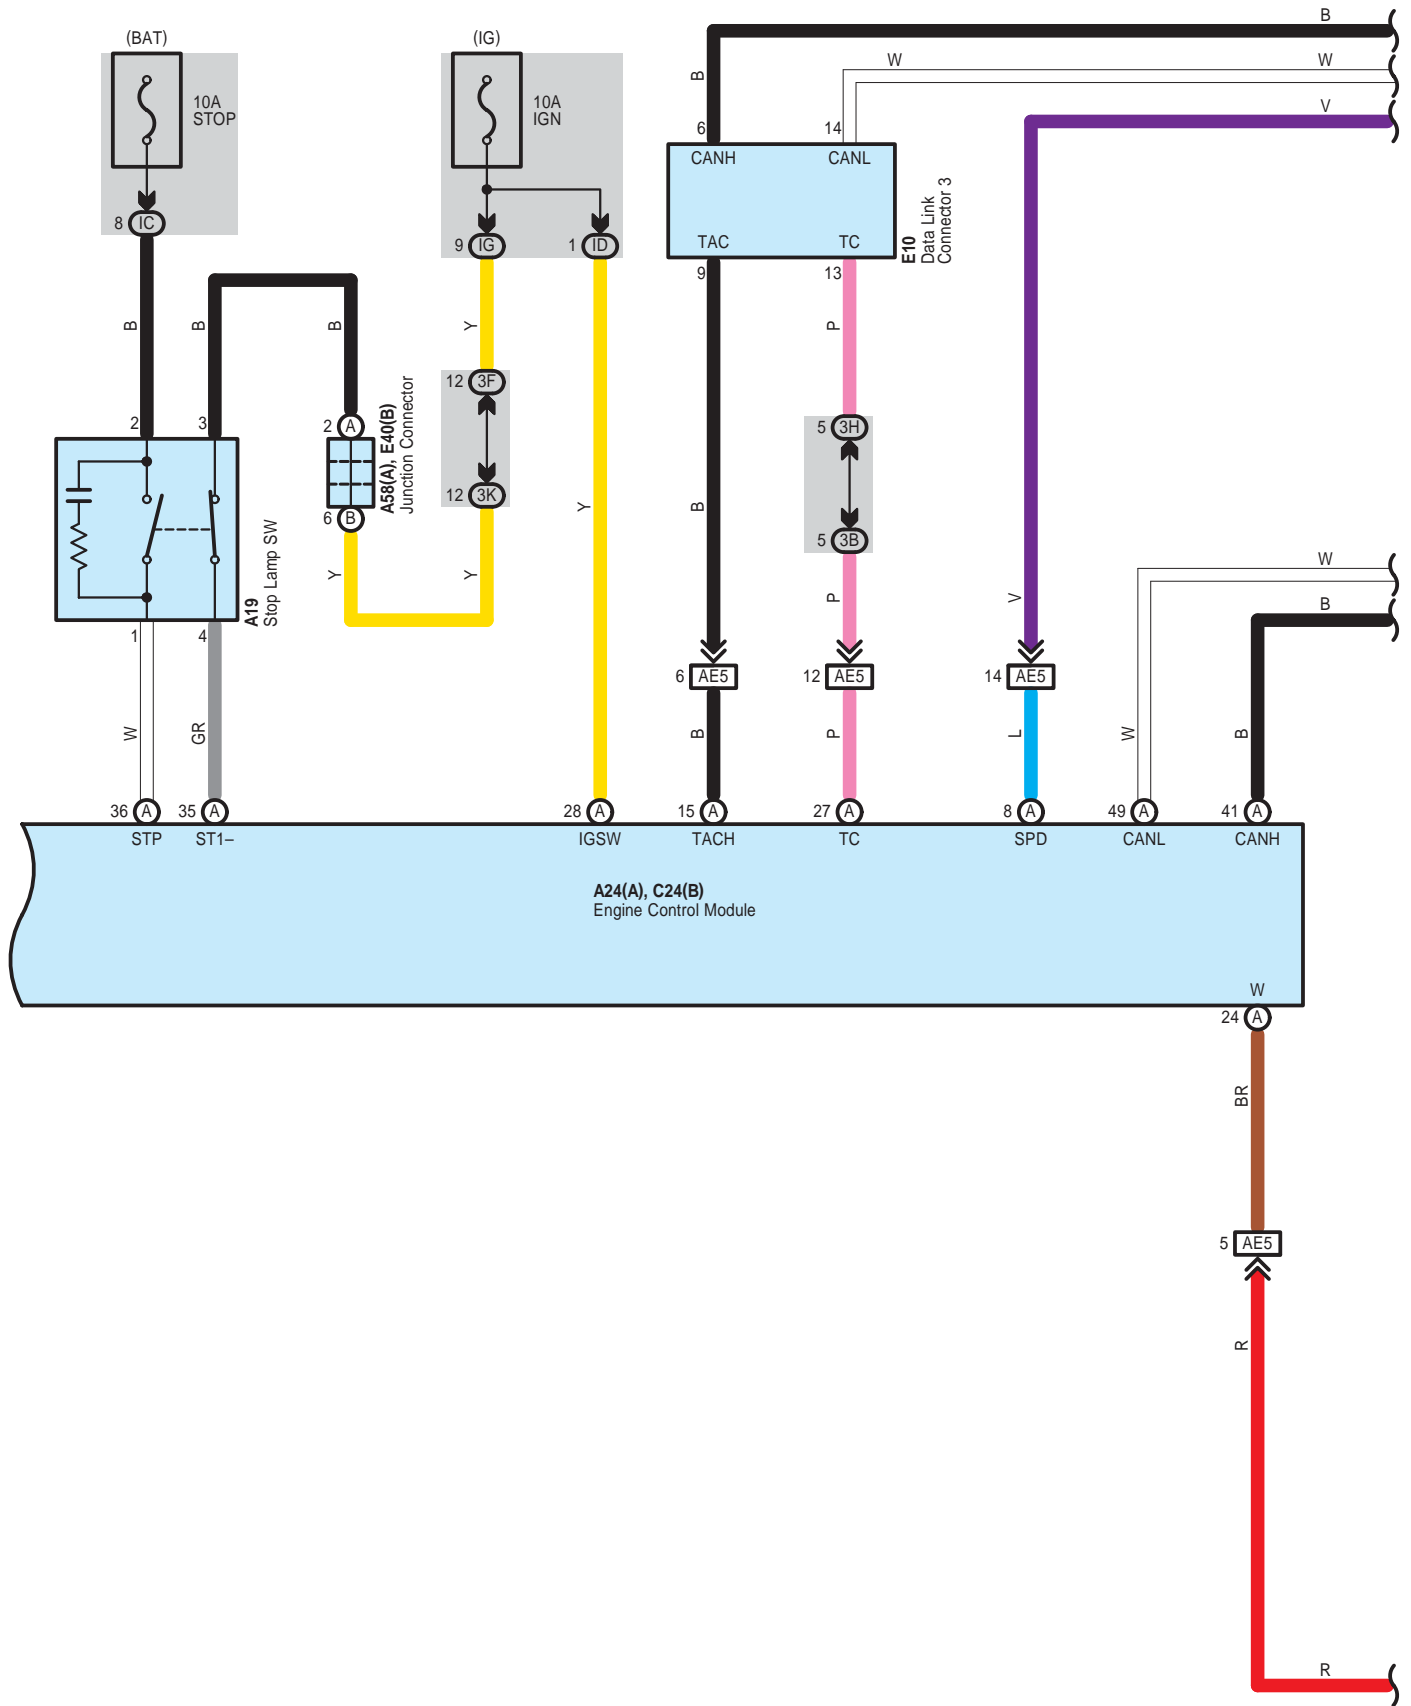 B
(BAT)
(IG)
W
W
B
10A
STOP
10A
IGN
V
6
14
CANH
CANL
E10
Data Link
Connector 3
8 IC
9 IG
1 ID
TAC
TC
9
13
B
B
B
Y
P
12 3F
2
3
2 A
A58(A), E40(B)
Junction Connector
5 3H
12 3K
Y
B
6 B
5 3B
A19
Stop Lamp SW
W
Y
Y
P
V
B
1
4
6 AE5
12 AE5
14 AE5
W
GR
B
P
L
W
B
36 A
35 A
28 A
15 A
27 A
8 A
49 A
41 A
STP
ST1–
IGSW
TACH
TC
SPD
CANL
CANH
A24(A), C24(B)
Engine Control Module
W
24 A
BR
5 AE5
R
R